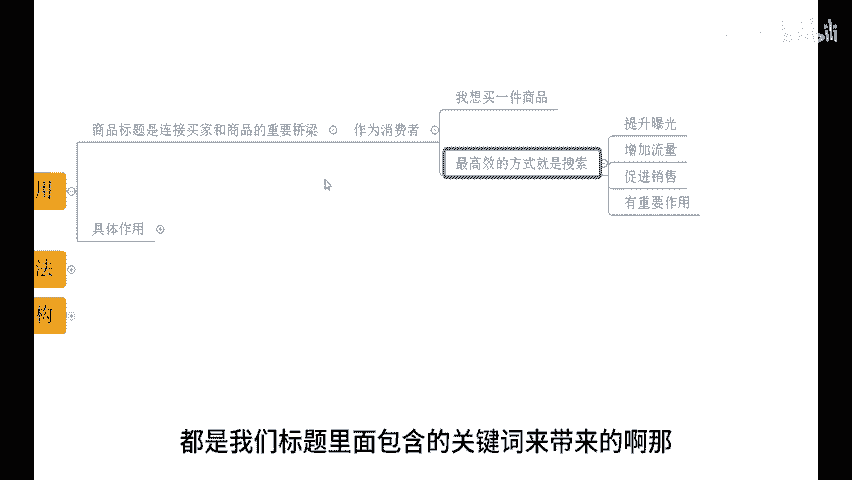 我想买一件商品
商品标题是连接买家和商品的重要桥梁
作为消费者
提升曝光
增加流量
最高效的方式就是搜索
促进销售
用
有重要作用
具体作用
法
构
都是我们标题里面包含的关键词来带来的啊那